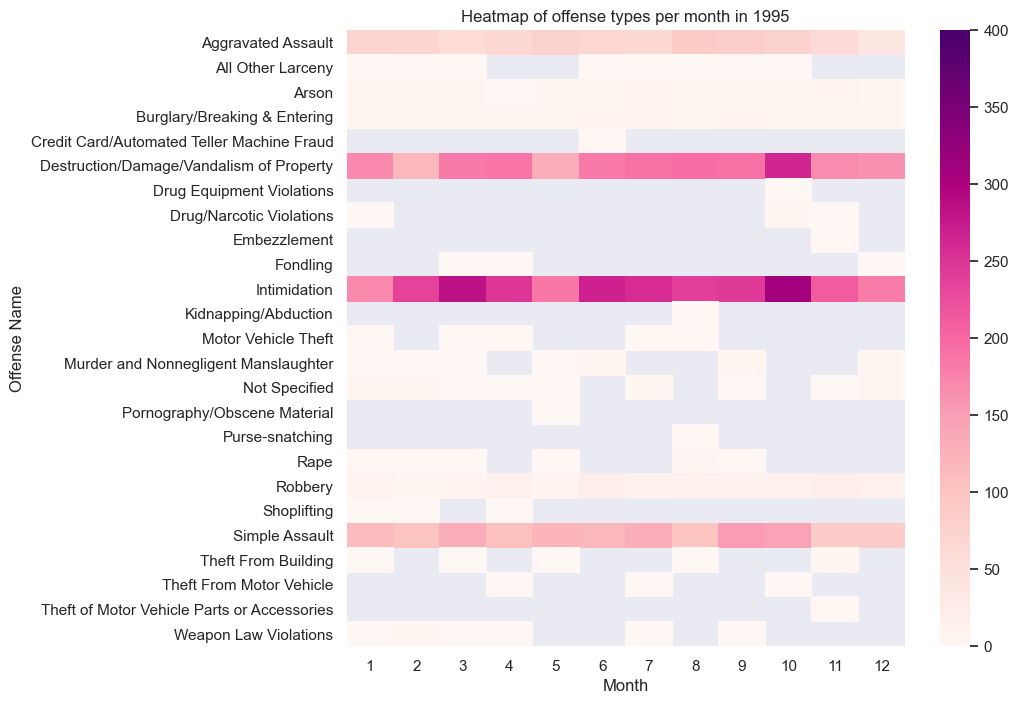 Heatmap of offense types per month in 1995
Offense Name
Aggravated Assault
All Other Larceny
Arson
Burglary/Breaking & Entering
Credit Card/Automated Teller Machine Fraud
Destruction/Damage/Vandalism of Property
Drug Equipment Violations
Drug/Narcotic Violations
Embezzlement
Fondling
Intimidation
Kidnapping/Abduction
Motor Vehicle Theft
Murder and Nonnegligent Manslaughter
Not Specified
Pornography/Obscene Material
Purse-snatching
Rape
Robbery
Shoplifting
Simple Assault
Theft From Building
Theft From Motor Vehicle
Theft of Motor Vehicle Parts or Accessories
Weapon Law Violations
1 2 3 4 5 6 7 8 9 10 11 12
Month
400
350
300
250
200
150
100
50
0